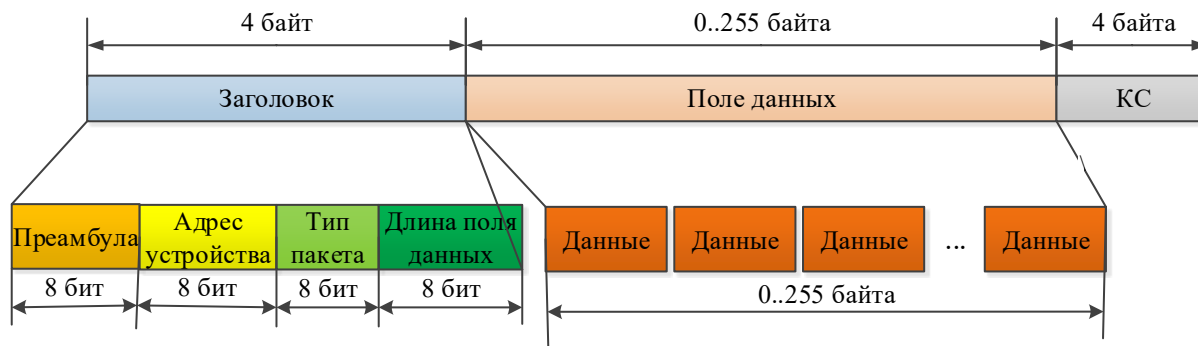 4 байт
0..255 байта
4 байта
Заголовок
Поле данных
КС
Преамбула
Адрес
устройства
Тип
пакета
Длина поля
данных
Данные
Данные
Данные
...
Данные
8 бит
8 бит
8 бит
8 бит
0..255 байта